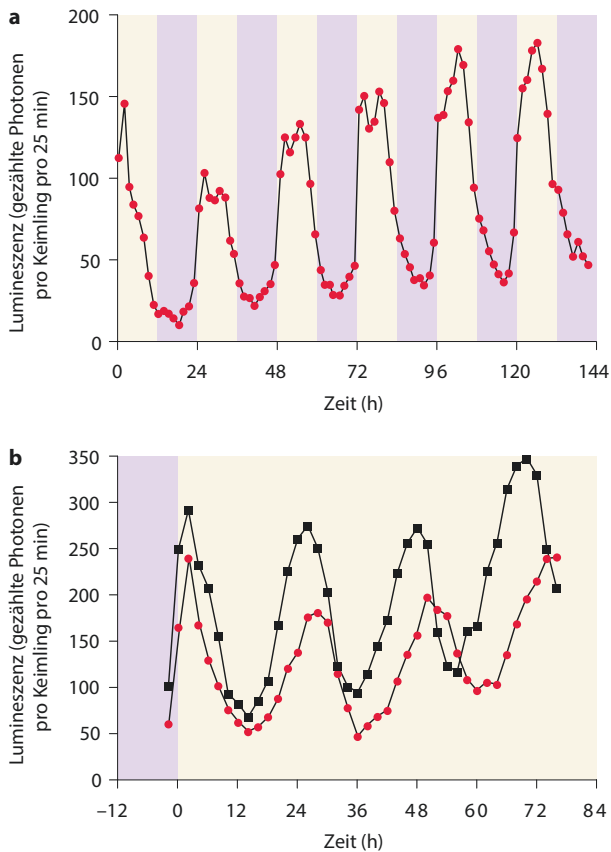 a
Lumineszenz (gezählte Photonen
pro Keimling pro 25 min)
200
150
100
50
0
0 24 48 72 96 120 144
Zeit (h)
b
Lumineszenz (gezählte Photonen
pro Keimling pro 25 min)
350
300
250
200
150
100
50
0
–12 0 12 24 36 48 60 72 84
Zeit (h)